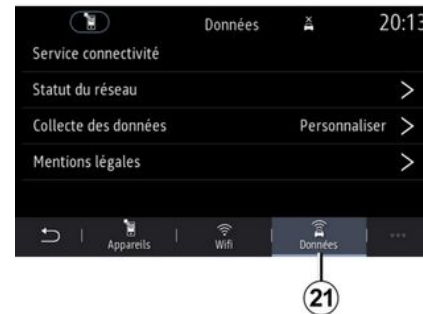 Données 20:13
Service connectivité
Statut du réseau
Collecte des données Personnaliser
Mentions légales
Appareils Wifi Données
21